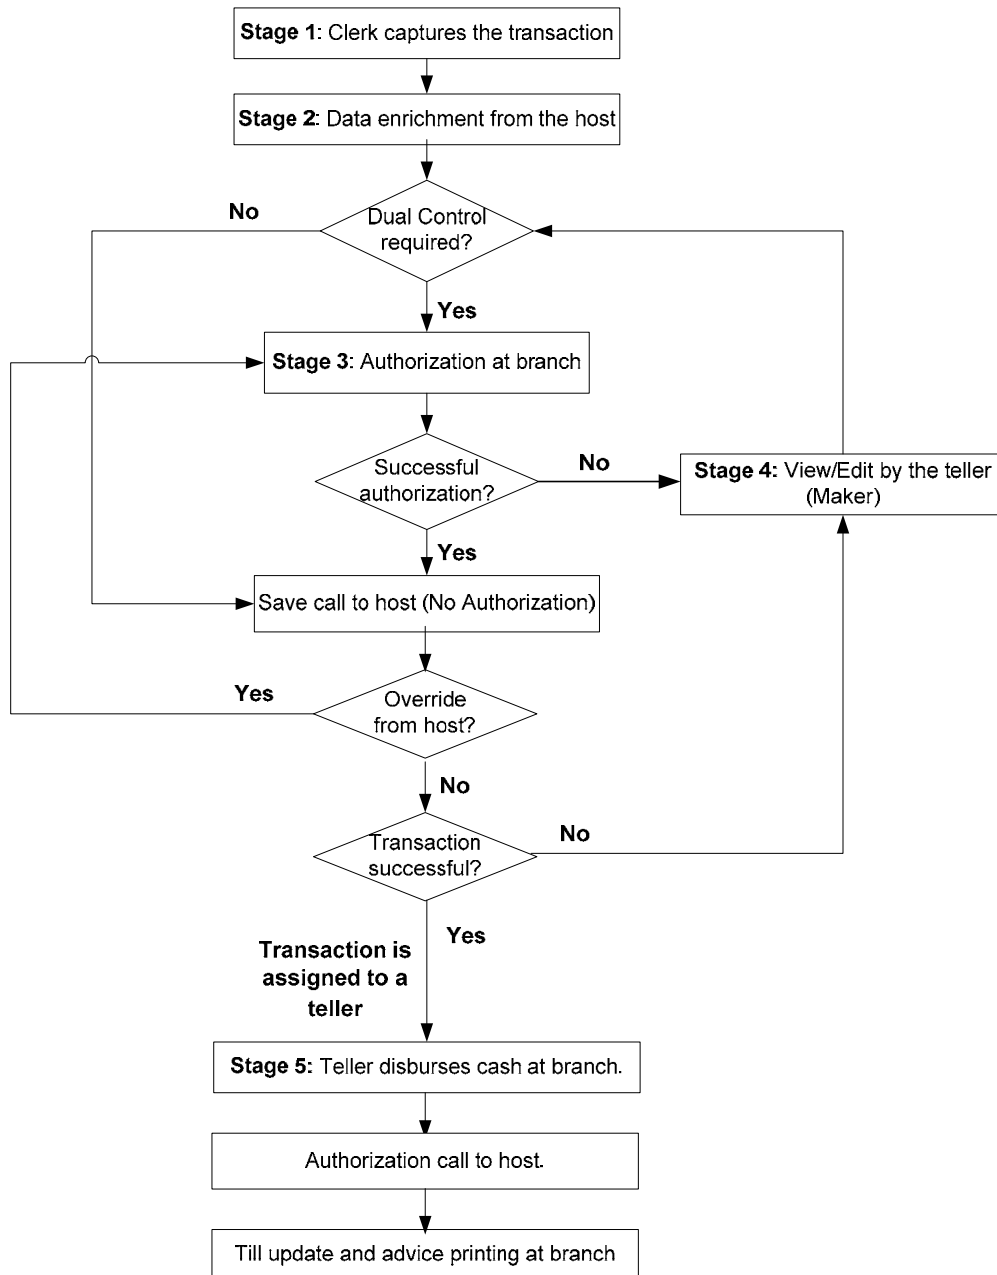 Stage 1: Clerk captures the transaction
Stage 2: Data enrichment from the host
No
Dual Control
required?
Yes
Stage 3: Authorization at branch
Successful
authorization?
No
Stage 4: View/Edit by the teller
(Maker)
Yes
Save call to host (No Authorization)
Yes
Override
from host?
No
Transaction
successful?
No
Yes
Transaction is
assigned to a
teller
Stage 5: Teller disburses cash at branch.
Authorization call to host.
Till update and advice printing at branch